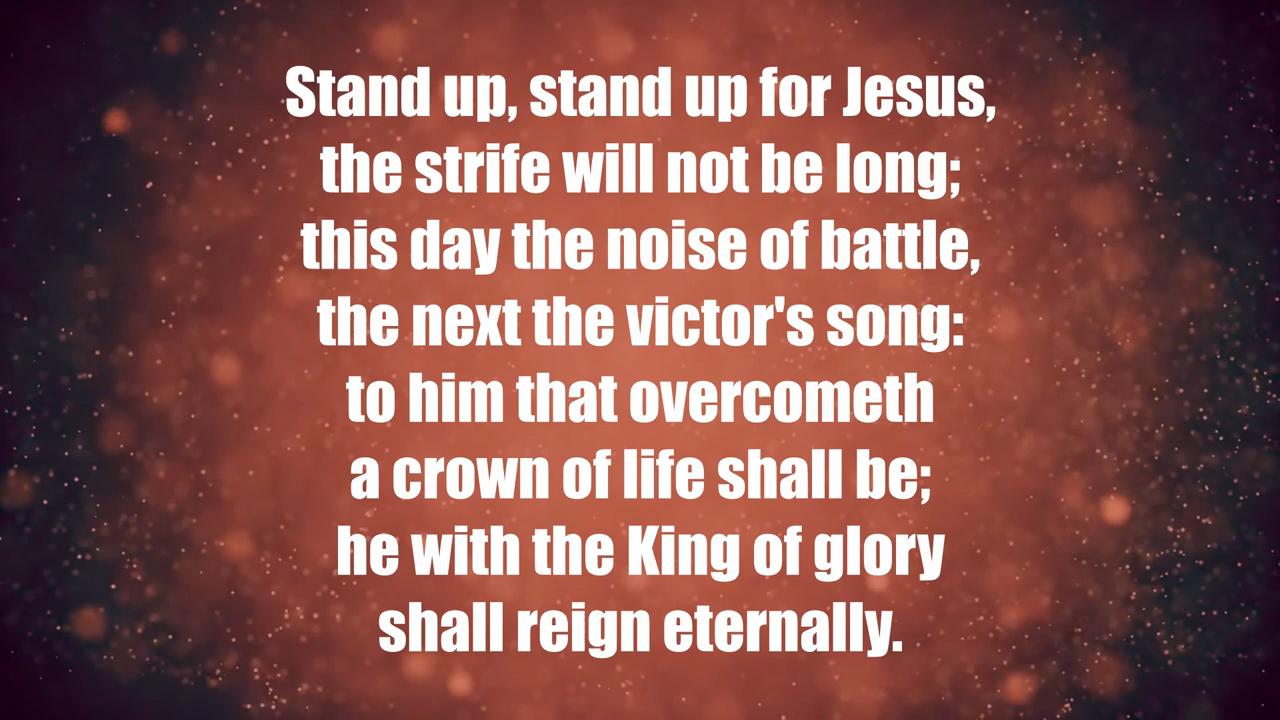 Stand up, stand up for Jesus,
the strife will not be long;
this day the noise of battle,
the next the victor's song:
to him that overcometh
a crown of life shall be;
he with the King of glory
shall reign eternally.